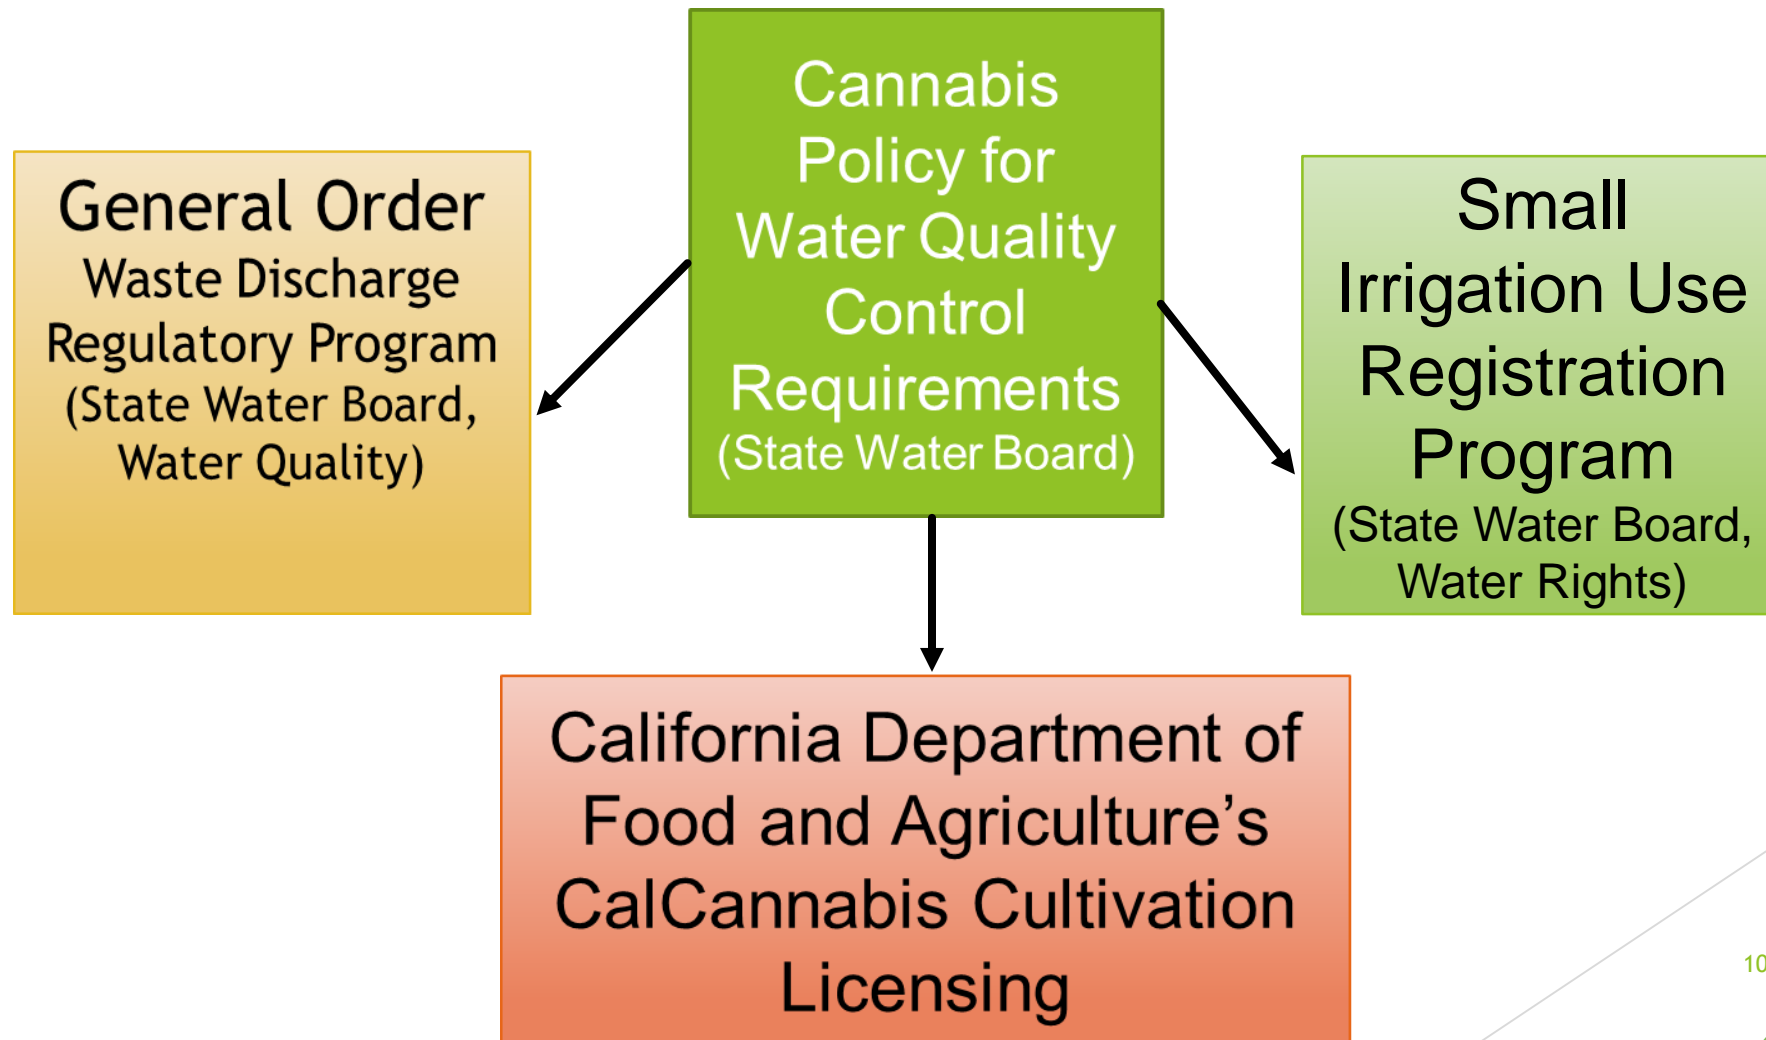 Cannabis
Policy for
Water Quality
Control
Requirements
(State Water Board)
General Order
Waste Discharge
Regulatory Program
(State Water Board,
Water Quality)
Small
Irrigation Use
Registration
Program
(State Water Board,
Water Rights)
California Department of
Food and Agriculture’s
CalCannabis Cultivation
Licensing
10